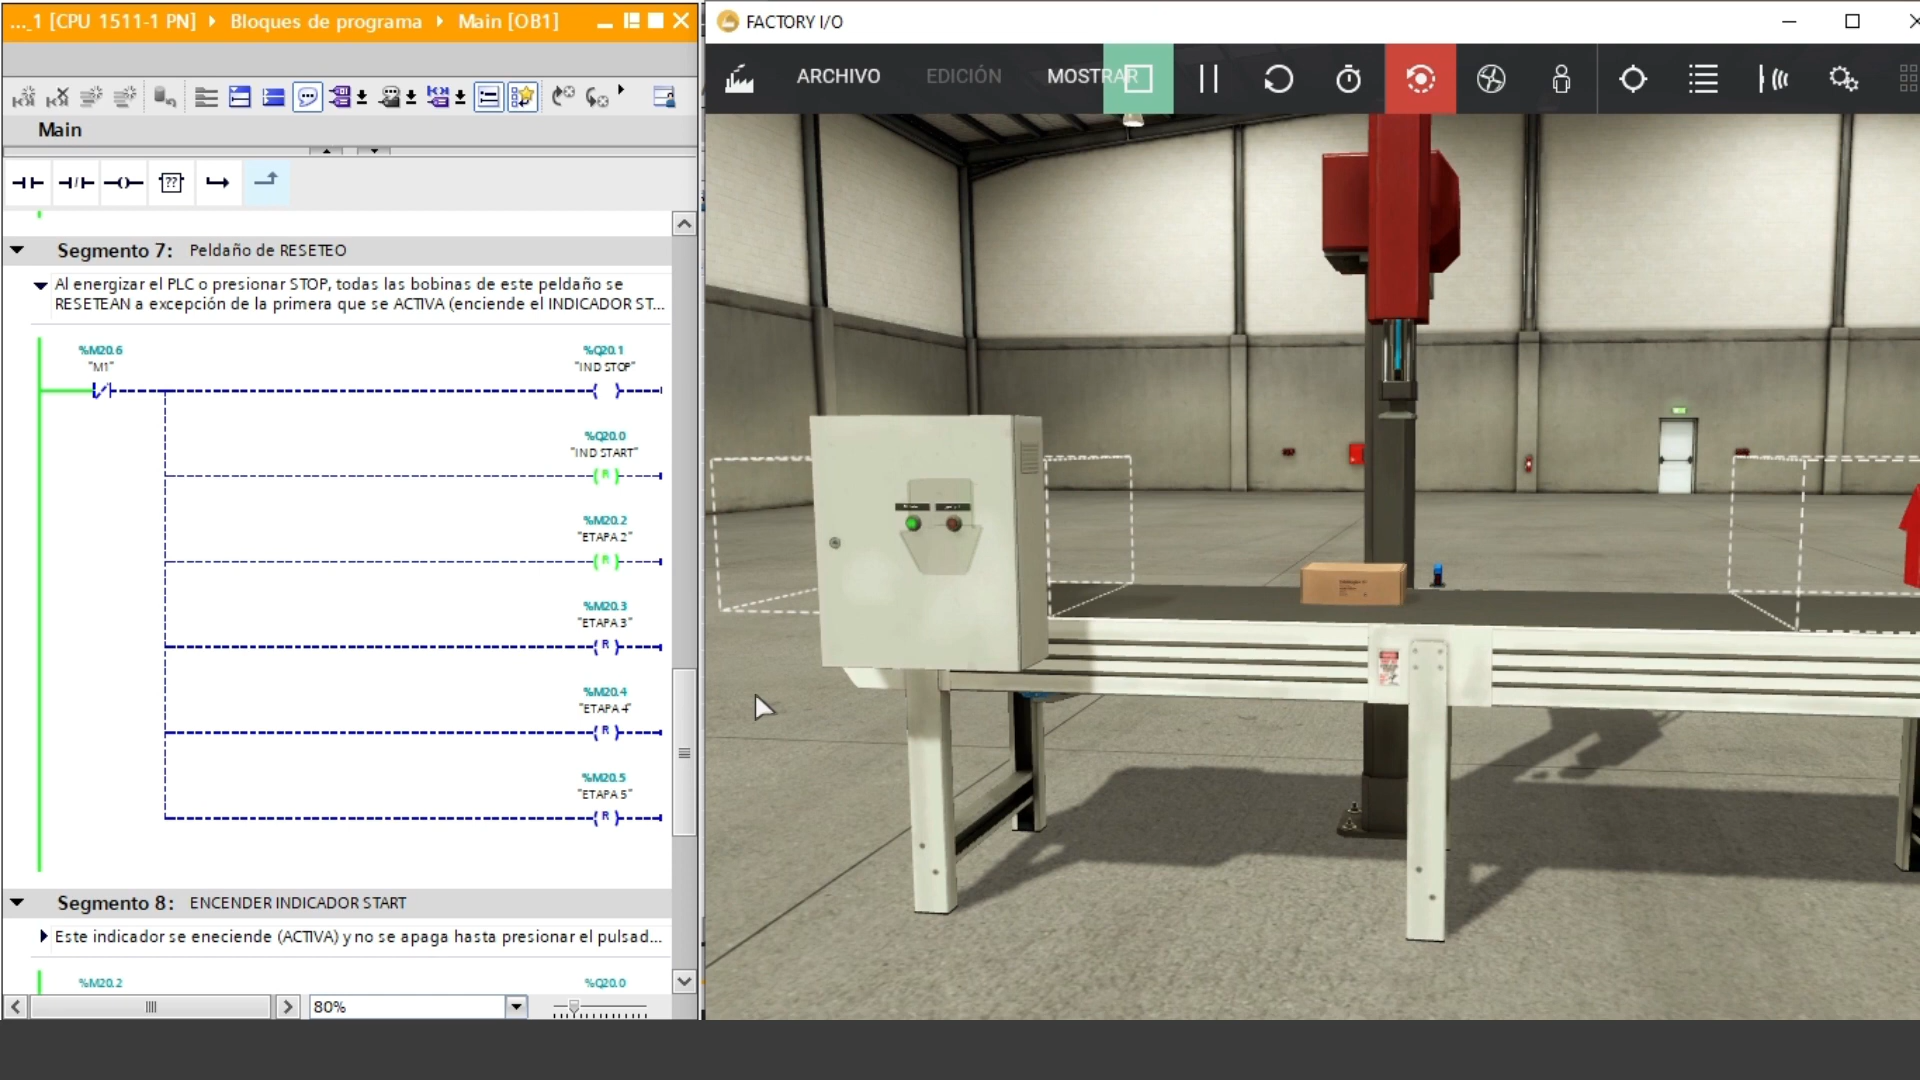 ..._1 [CPU 1511-1 PN] Bloques de programa Main [OB1]
Main
??
Segmento 7: Peldaño de RESETEO
Al energizar el PLC o presionar STOP, todas las bobinas de este peldaño se
RESETEAN a excepción de la primera que se ACTIVA (enciende el INDICADOR ST...
%M20.6
"M1"
%Q20.1
"IND STOP"
%Q20.0
"IND START"
R
%M20.2
"ETAPA 2"
R
%M20.3
"ETAPA 3"
R
%M20.4
"ETAPA 4"
R
%M20.5
"ETAPA 5"
R
Segmento 8: ENCENDER INDICADOR START
Este indicador se eneciende (ACTIVA) y no se apaga hasta presionar el pulsad...
%M20.2
%Q20.0
80%
FACTORY I/O
ARCHIVO EDICIÓN MOSTRAR